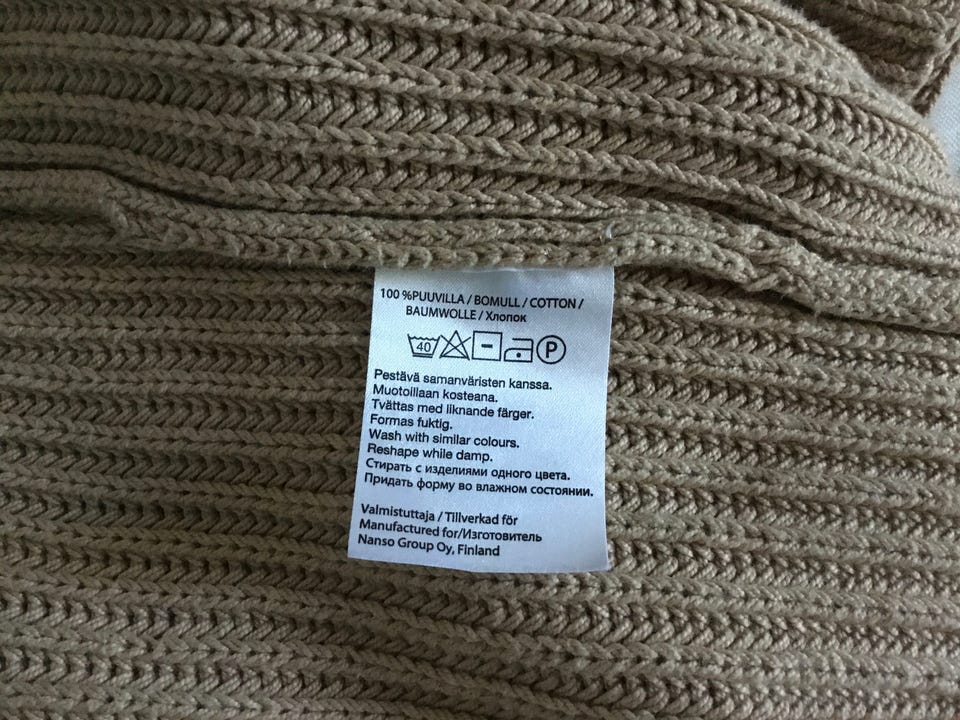 100 %PUUVILLA / BOMULL / COTTON /
BAUMWOLLE / Хлопок
40 P
Pestävä samanväristen kanssa.
Muotoillaan kosteana.
Tvättas med liknande färger.
Formas fuktig.
Wash with similar colours.
Reshape while damp.
Стирать с изделиями одного цвета.
Придать форму во влажном состоянии.
Valmistuttaja / Tillverkad för
Manufactured for/Изготовитель
Nanso Group Oy, Finland